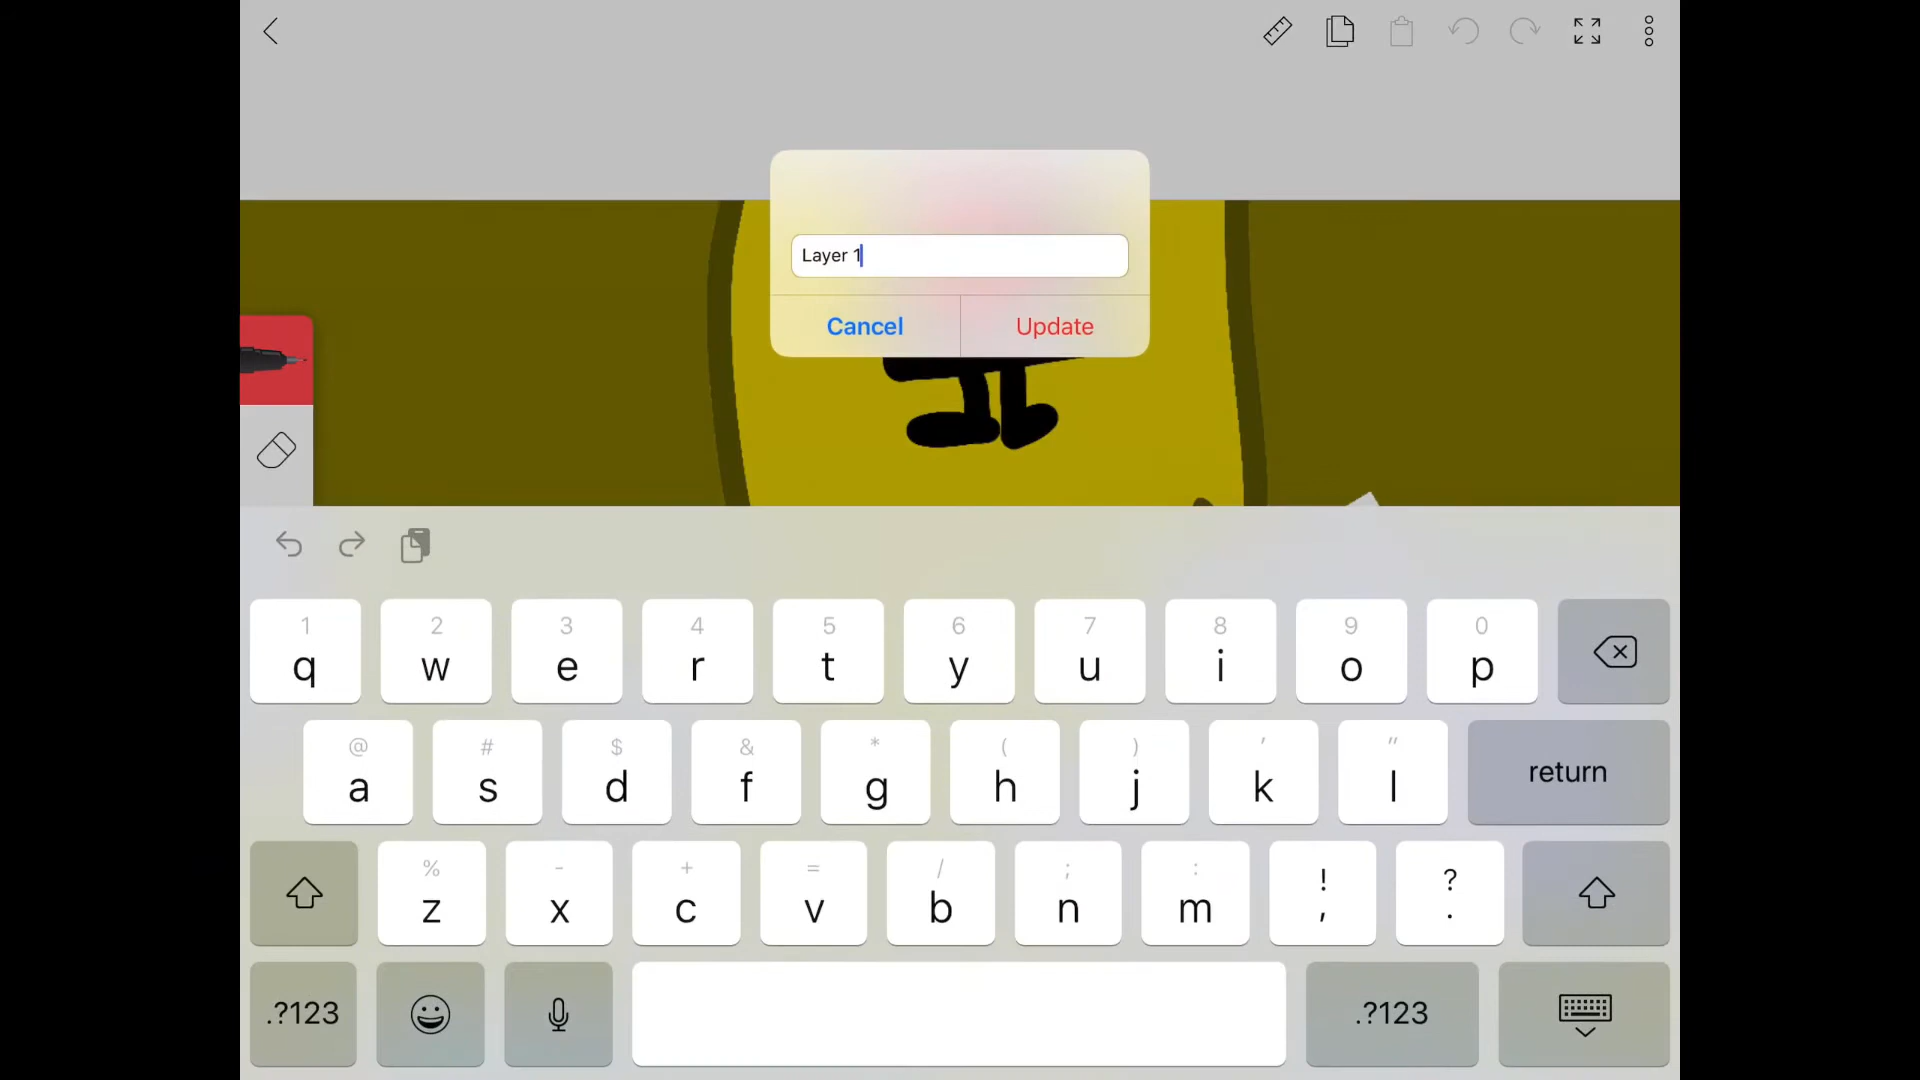 Layer 1
Cancel Update
1 2 3 4 5 6 7 8 9 0
q w e r t y u i o p
@ # $ & * ( ) ' "
a s d f g h j k l return
% - + = / ; : ! ?
z x c v b n m , .
.?123 .?123